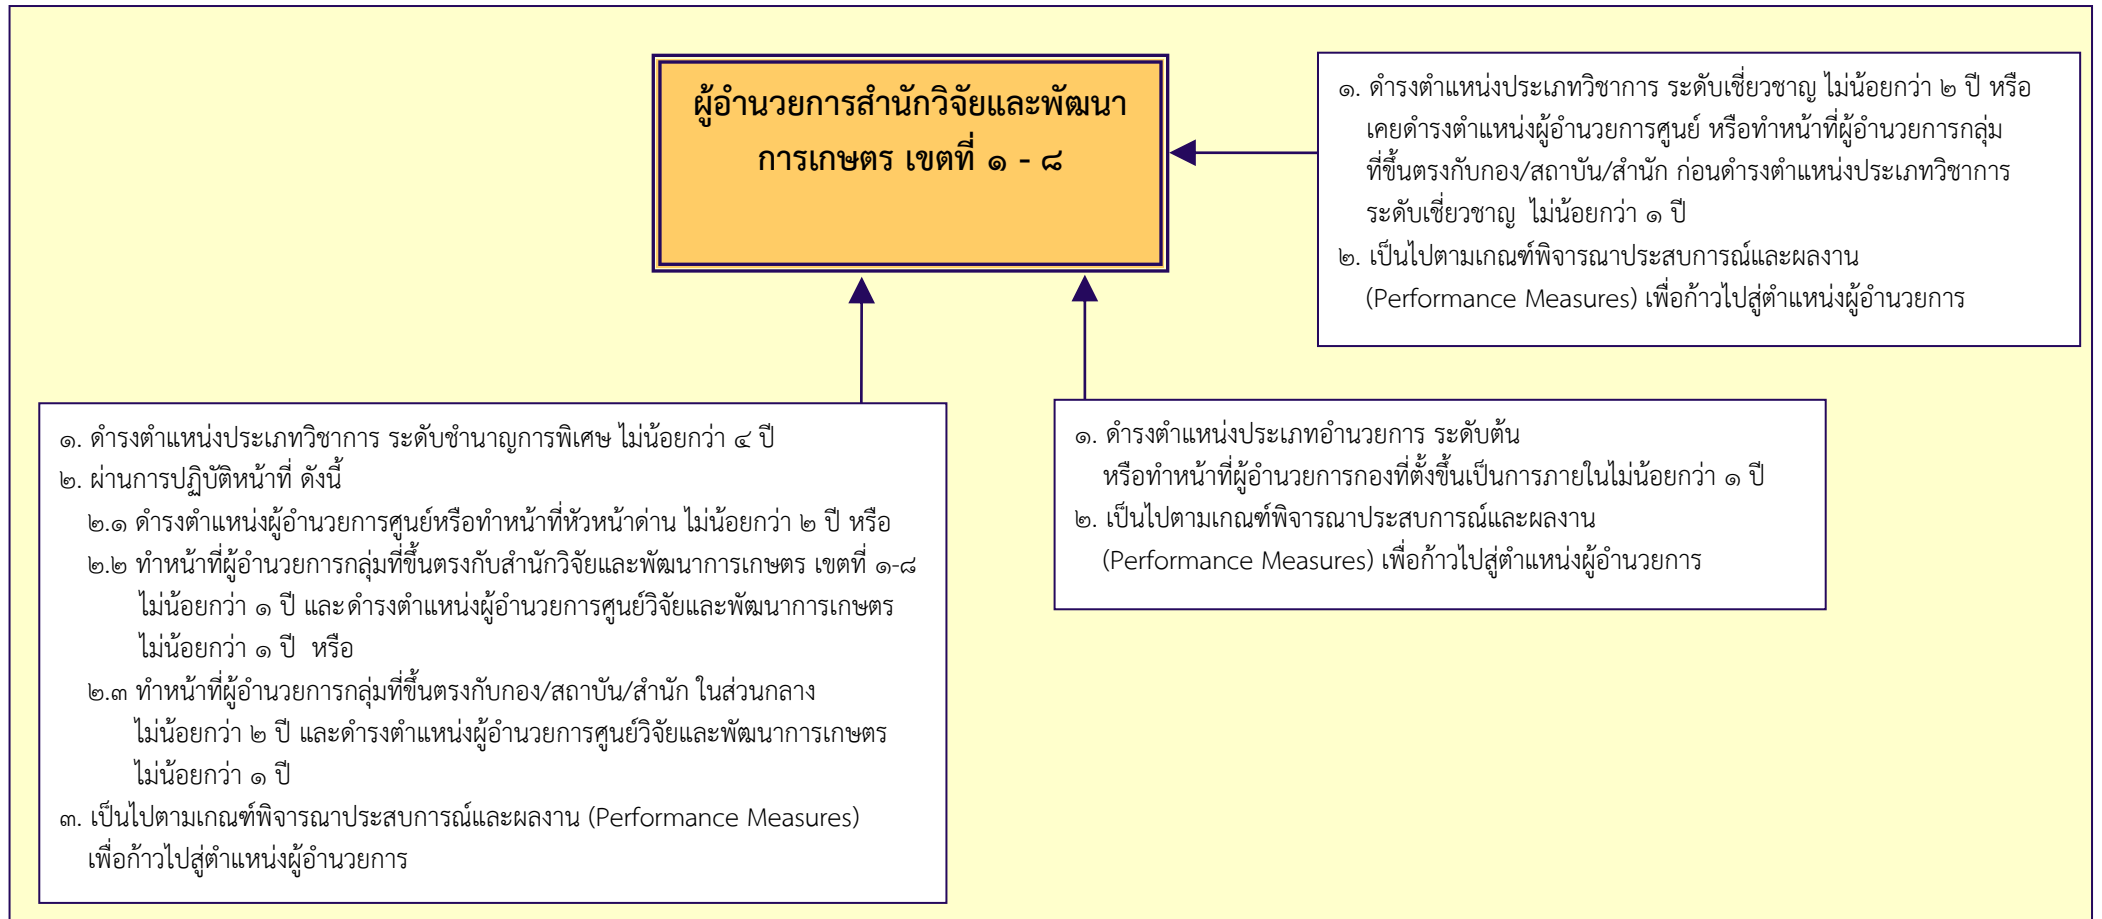 ผู้อำนวยการสำนักวิจัยและพัฒนา
การเกษตร เขตที่ ๑ - ๘
๑. ดำรงตำแหน่งประเภทวิชาการ ระดับเชี่ยวชาญ ไม่น้อยกว่า ๒ ปี หรือ
เคยดำรงตำแหน่งผู้อำนวยการศูนย์ หรือทำหน้าที่ผู้อำนวยการกลุ่ม
ที่ขึ้นตรงกับกอง/สถาบัน/สำนัก ก่อนดำรงตำแหน่งประเภทวิชาการ
ระดับเชี่ยวชาญ ไม่น้อยกว่า ๑ ปี
๒. เป็นไปตามเกณฑ์พิจารณาประสบการณ์และผลงาน
(Performance Measures) เพื่อก้าวไปสู่ตำแหน่งผู้อำนวยการ
๑. ดำรงตำแหน่งประเภทวิชาการ ระดับชำนาญการพิเศษ ไม่น้อยกว่า ๔ ปี
๒. ผ่านการปฏิบัติหน้าที่ ดังนี้
๒.๑ ดำรงตำแหน่งผู้อำนวยการศูนย์หรือทำหน้าที่หัวหน้าด่าน ไม่น้อยกว่า ๒ ปี หรือ
๒.๒ ทำหน้าที่ผู้อำนวยการกลุ่มที่ขึ้นตรงกับสำนักวิจัยและพัฒนาการเกษตร เขตที่ ๑-๘
ไม่น้อยกว่า ๑ ปี และดำรงตำแหน่งผู้อำนวยการศูนย์วิจัยและพัฒนาการเกษตร
ไม่น้อยกว่า ๑ ปี หรือ
๒.๓ ทำหน้าที่ผู้อำนวยการกลุ่มที่ขึ้นตรงกับกอง/สถาบัน/สำนัก ในส่วนกลาง
ไม่น้อยกว่า ๒ ปี และดำรงตำแหน่งผู้อำนวยการศูนย์วิจัยและพัฒนาการเกษตร
ไม่น้อยกว่า ๑ ปี
๓. เป็นไปตามเกณฑ์พิจารณาประสบการณ์และผลงาน (Performance Measures)
เพื่อก้าวไปสู่ตำแหน่งผู้อำนวยการ
๑. ดำรงตำแหน่งประเภทอำนวยการ ระดับต้น
หรือทำหน้าที่ผู้อำนวยการกองที่ตั้งขึ้นเป็นการภายในไม่น้อยกว่า ๑ ปี
๒. เป็นไปตามเกณฑ์พิจารณาประสบการณ์และผลงาน
(Performance Measures) เพื่อก้าวไปสู่ตำแหน่งผู้อำนวยการ